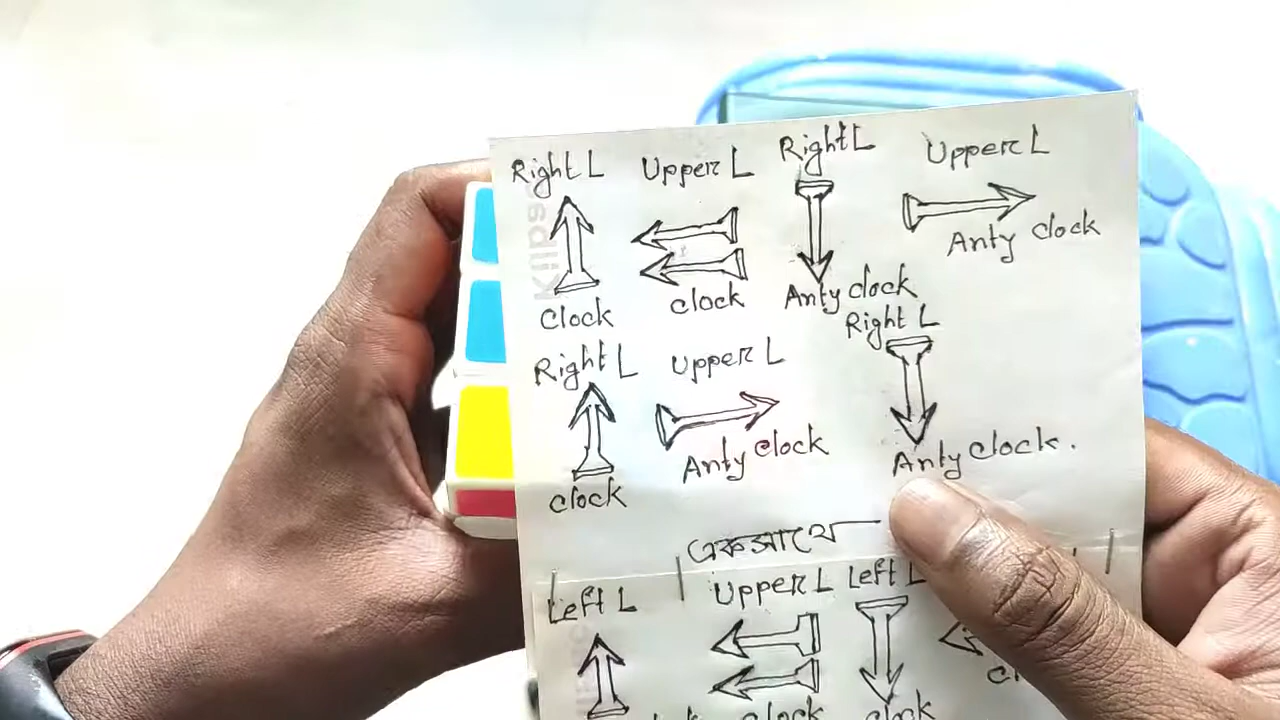 Right L Upper L Right L Upper L
Clock clock Anty clock Anty clock
Right L Upper L Right L
clock Anty clock Anty clock.
একসাথে
Left L Upper L Left L
clock clock